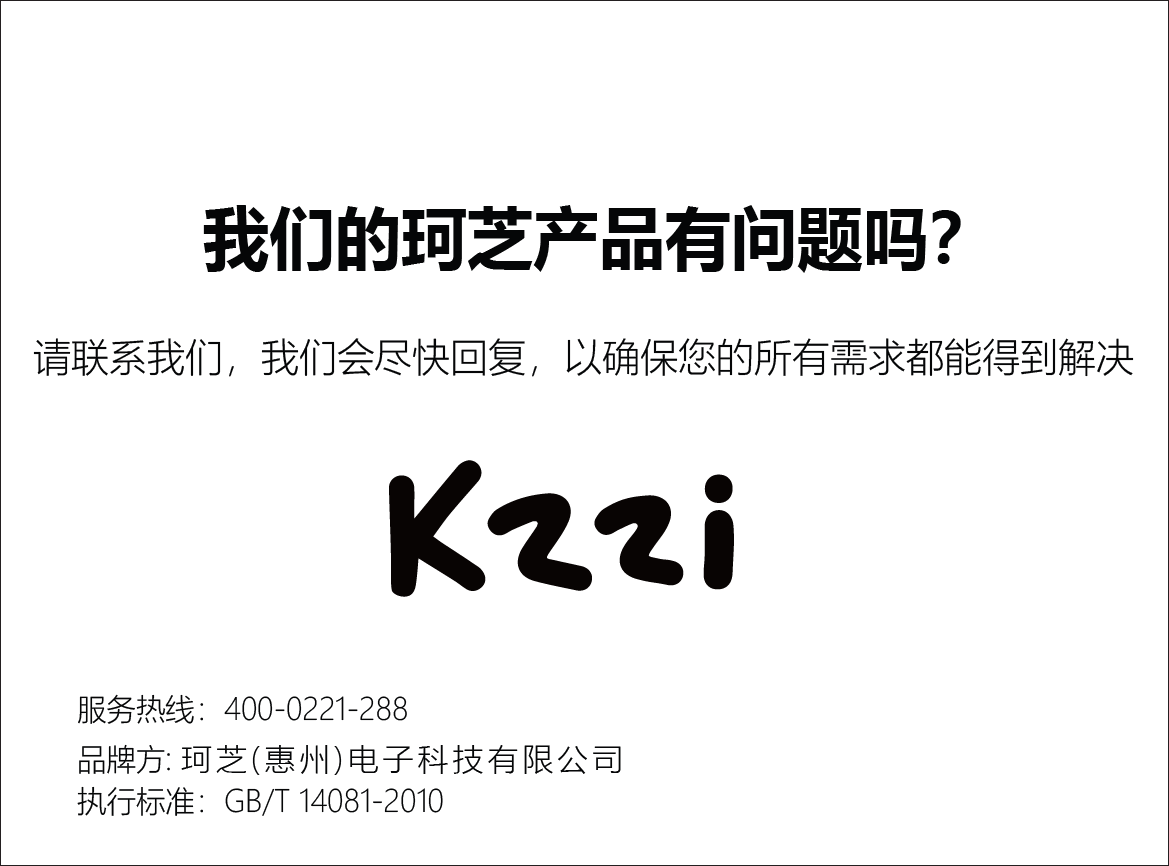 我们的珂芝产品有问题吗？
请联系我们，我们会尽快回复，以确保您的所有需求都能得到解决
Kzzi
服务热线：400-0221-288
品牌方: 珂芝(惠州)电子科技有限公司
执行标准：GB/T 14081-2010